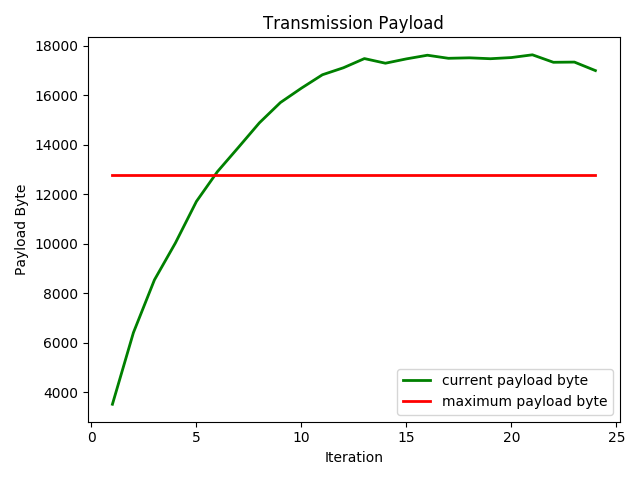 Transmission Payload
18000
16000
14000
12000
10000
8000
6000
4000
Payload Byte
current payload byte
maximum payload byte
0 5 10 15 20 25
Iteration